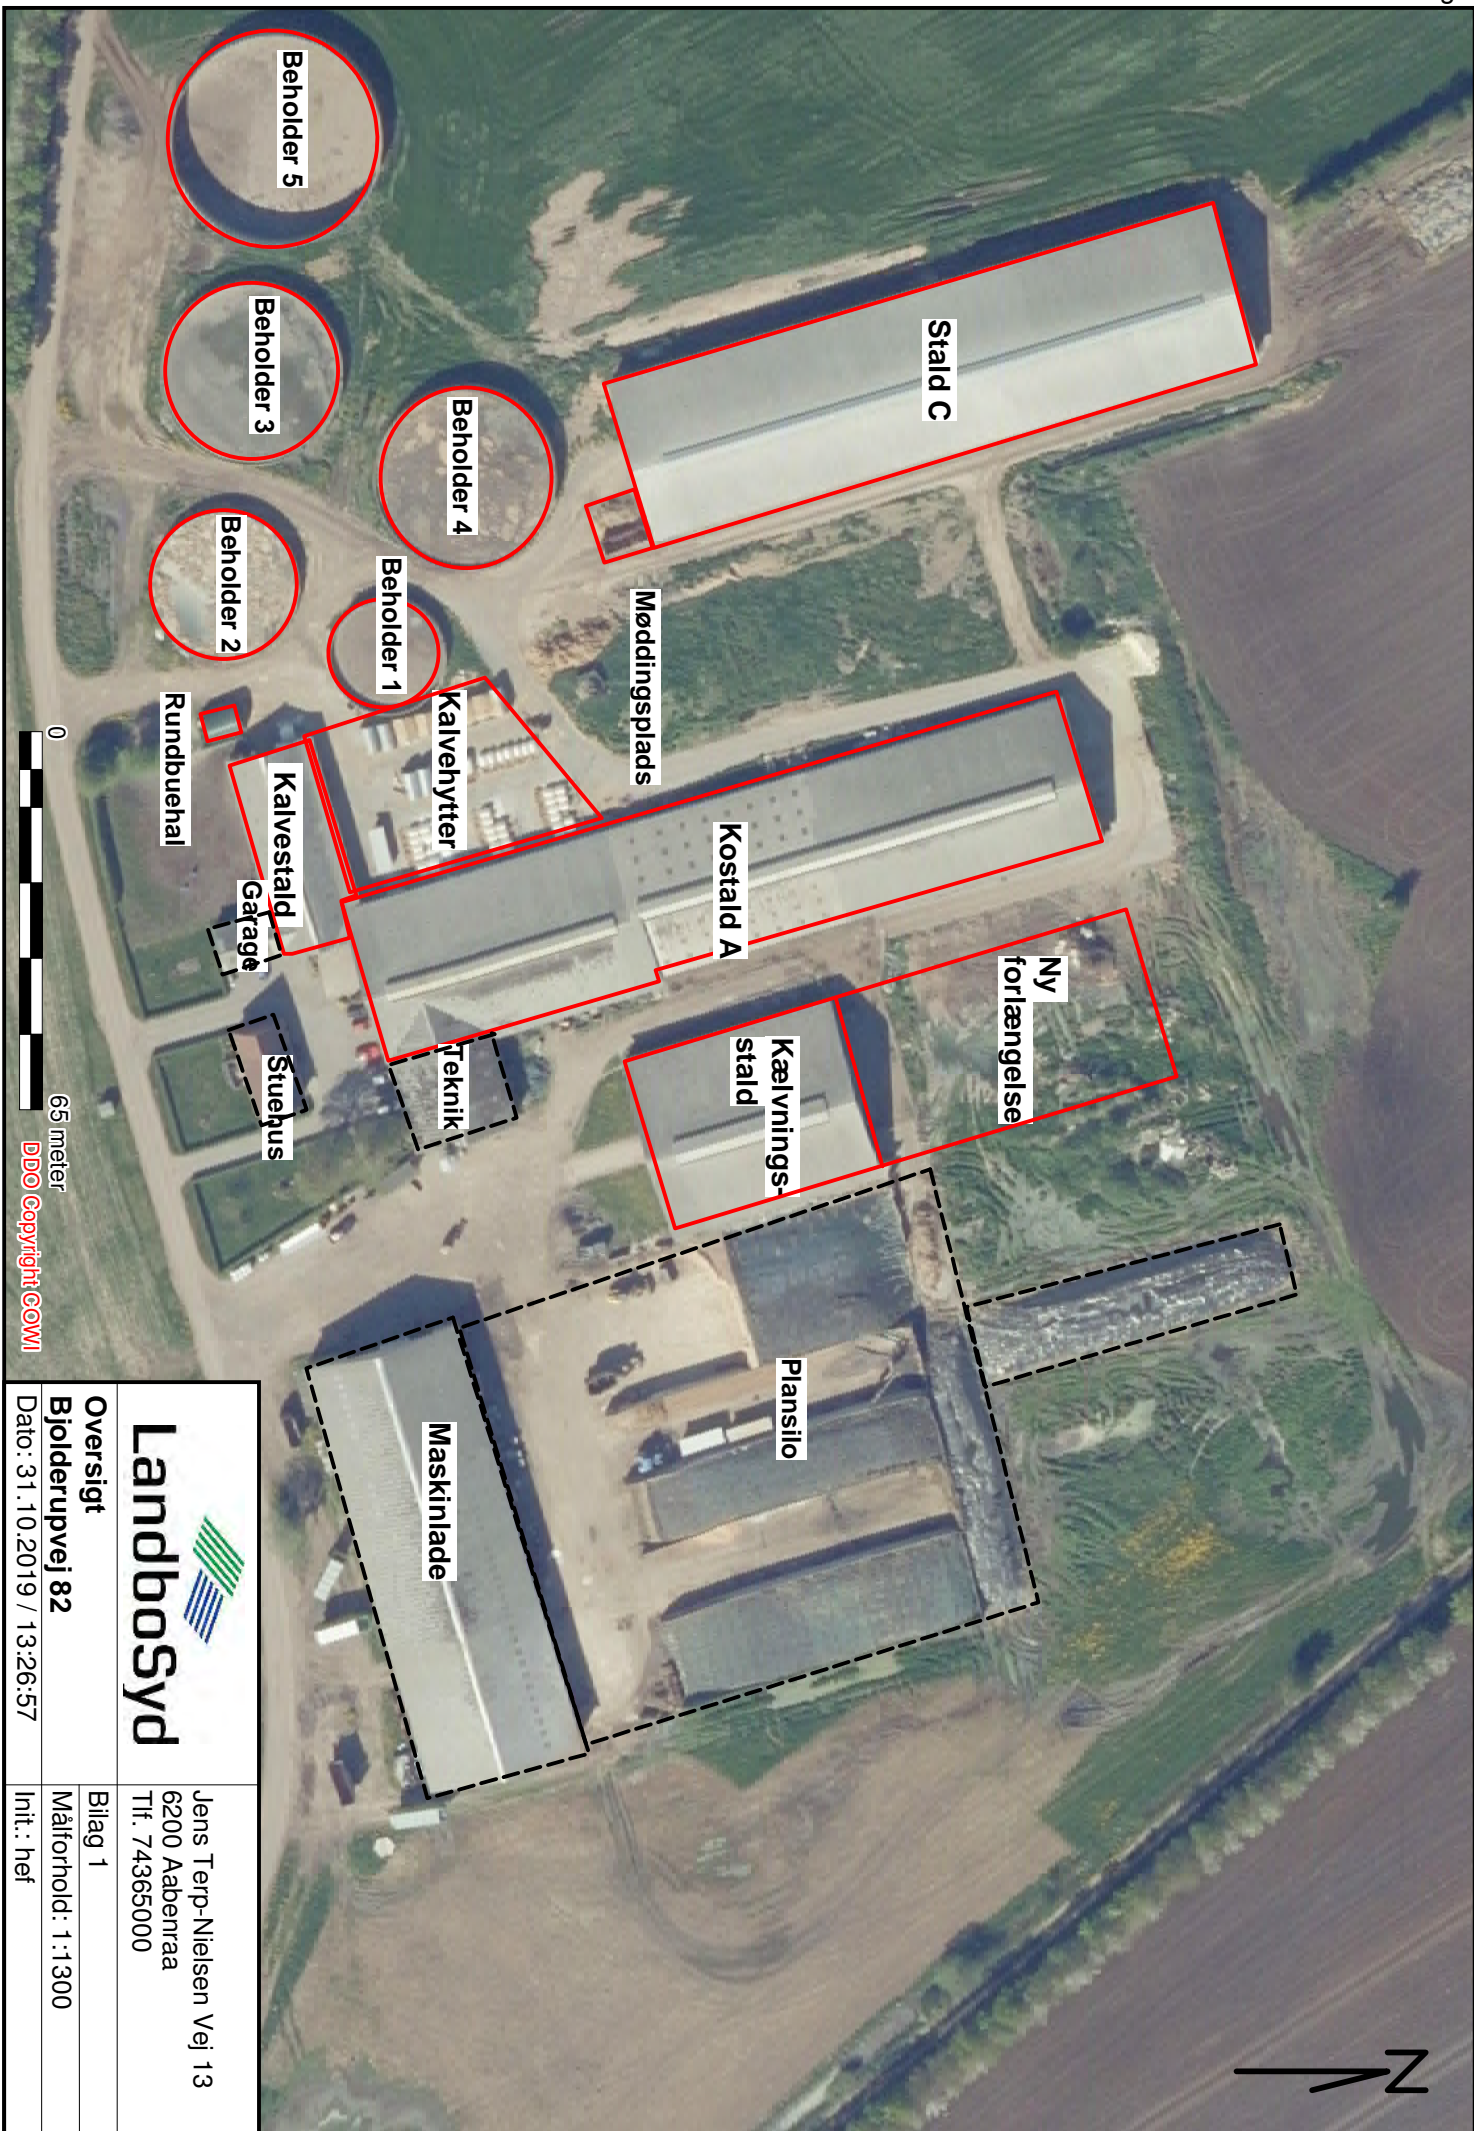 Beholder 5
Beholder 3
Beholder 4
Beholder 2
Beholder 1
Stald C
Møddingsplads
Rundbuehal
Kalvehytter
Kalvestald
Garage
Kostald A
Ny
forlængelse
Kælvnings-
stald
Teknik
Stuehus
Plansilo
Maskinlade
N
0
65 meter
DDO Copyright COWI
LandboSyd
Jens Terp-Nielsen Vej 13
6200 Aabenraa
Tlf. 74365000
Oversigt
Bilag 1
Bjolderupvej 82
Målforhold: 1:1300
Dato: 31.10.2019 / 13:26:57
Init.: hef